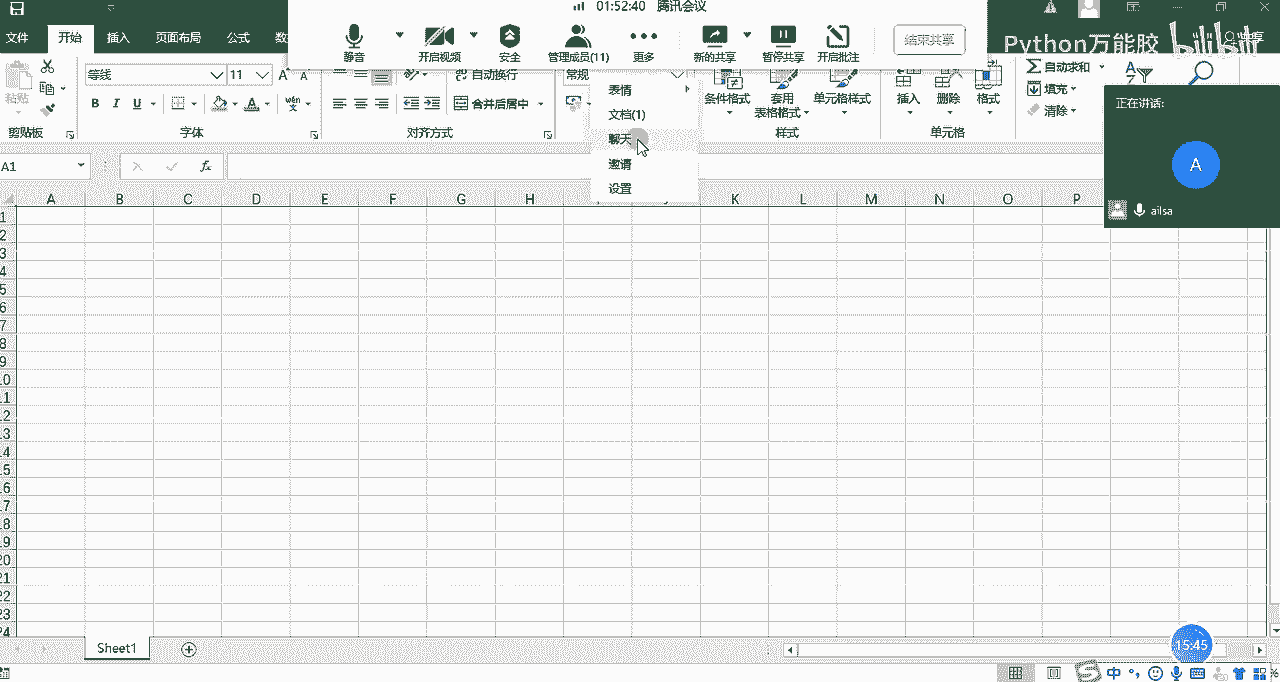 01:52:40 腾讯会议
文件 开始 插入 页面布局 公式 数
静音 开启视频 安全 管理成员(11) 更多 新的共享 暂停共享 开启批注 结束共享
Python万能胶 bilibili
粘贴 等线 11 自动换行 常规
B I U 合并后居中
条件格式 套用 表格格式 单元格样式 插入 删除 格式
自动求和
填充
清除
剪贴板 字体 对齐方式 样式 单元格
表情
文档(1)
聊天
邀请
设置
正在讲话:
A
ailsa
A1 fx
A B C D E F G H K L M N O P
1
2
3
4
5
6
7
8
9
10
11
12
13
14
15
16
17
18
19
20
21
22
23
24
Sheet1
15:45
中